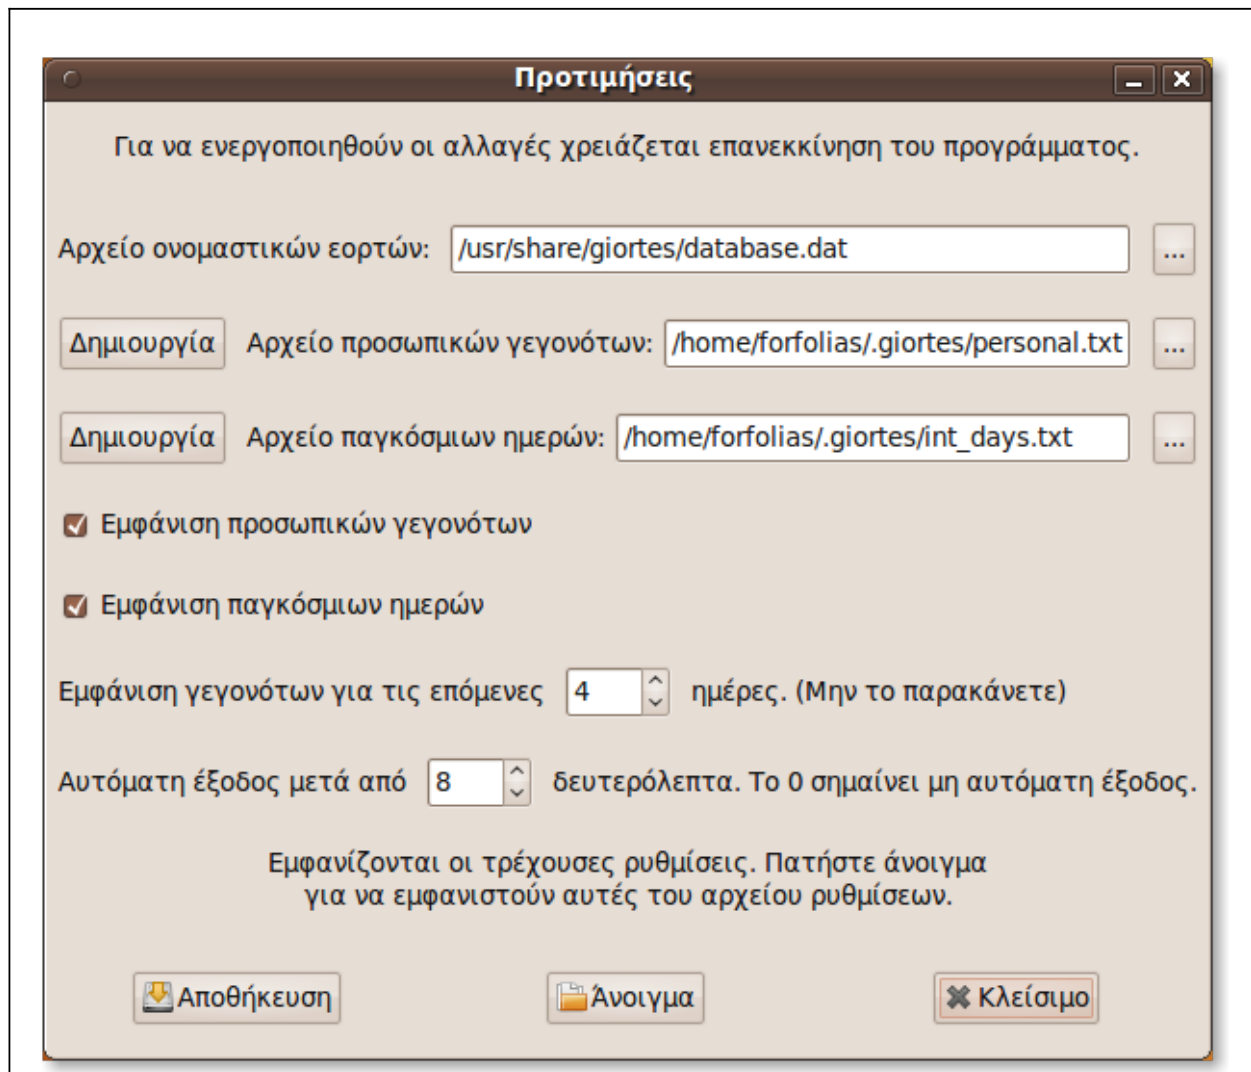 Προτιμήσεις
Για να ενεργοποιηθούν οι αλλαγές χρειάζεται επανεκκίνηση του προγράμματος.
Αρχείο ονομαστικών εορτών: /usr/share/giortes/database.dat ...
Δημιουργία Αρχείο προσωπικών γεγονότων: /home/forfolias/.giortes/personal.txt ...
Δημιουργία Αρχείο παγκόσμιων ημερών: /home/forfolias/.giortes/int_days.txt ...
Εμφάνιση προσωπικών γεγονότων
Εμφάνιση παγκόσμιων ημερών
Εμφάνιση γεγονότων για τις επόμενες 4 ημέρες. (Μην το παρακάνετε)
Αυτόματη έξοδος μετά από 8 δευτερόλεπτα. Το 0 σημαίνει μη αυτόματη έξοδος.
Εμφανίζονται οι τρέχουσες ρυθμίσεις. Πατήστε άνοιγμα
για να εμφανιστούν αυτές του αρχείου ρυθμίσεων.
Αποθήκευση Άνοιγμα Κλείσιμο